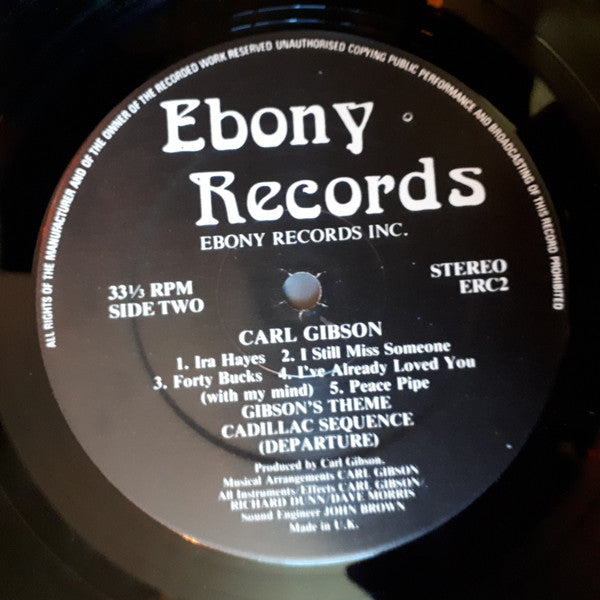 ALL RIGHTS OF THE MANUFACTURER AND OF THE OWNER OF THE RECORDED WORK RESERVED UNAUTHORISED COPYING PUBLIC PERFORMANCE AND BROADCASTING OF THIS RECORD PROHIBITED
Ebony
Records
EBONY RECORDS INC.
33⅓ RPM
SIDE TWO
STEREO
ERC2
CARL GIBSON
1. Ira Hayes 2. I Still Miss Someone
3. Forty Bucks 4. I've Already Loved You
(with my mind) 5. Peace Pipe
GIBSON'S THEME
CADILLAC SEQUENCE
(DEPARTURE)
Produced by Carl Gibson.
Musical Arrangements CARL GIBSON
All Instruments/Effects CARL GIBSON/
RICHARD DUNN/DAVE MORRIS
Sound Engineer JOHN BROWN
Made in U.K.